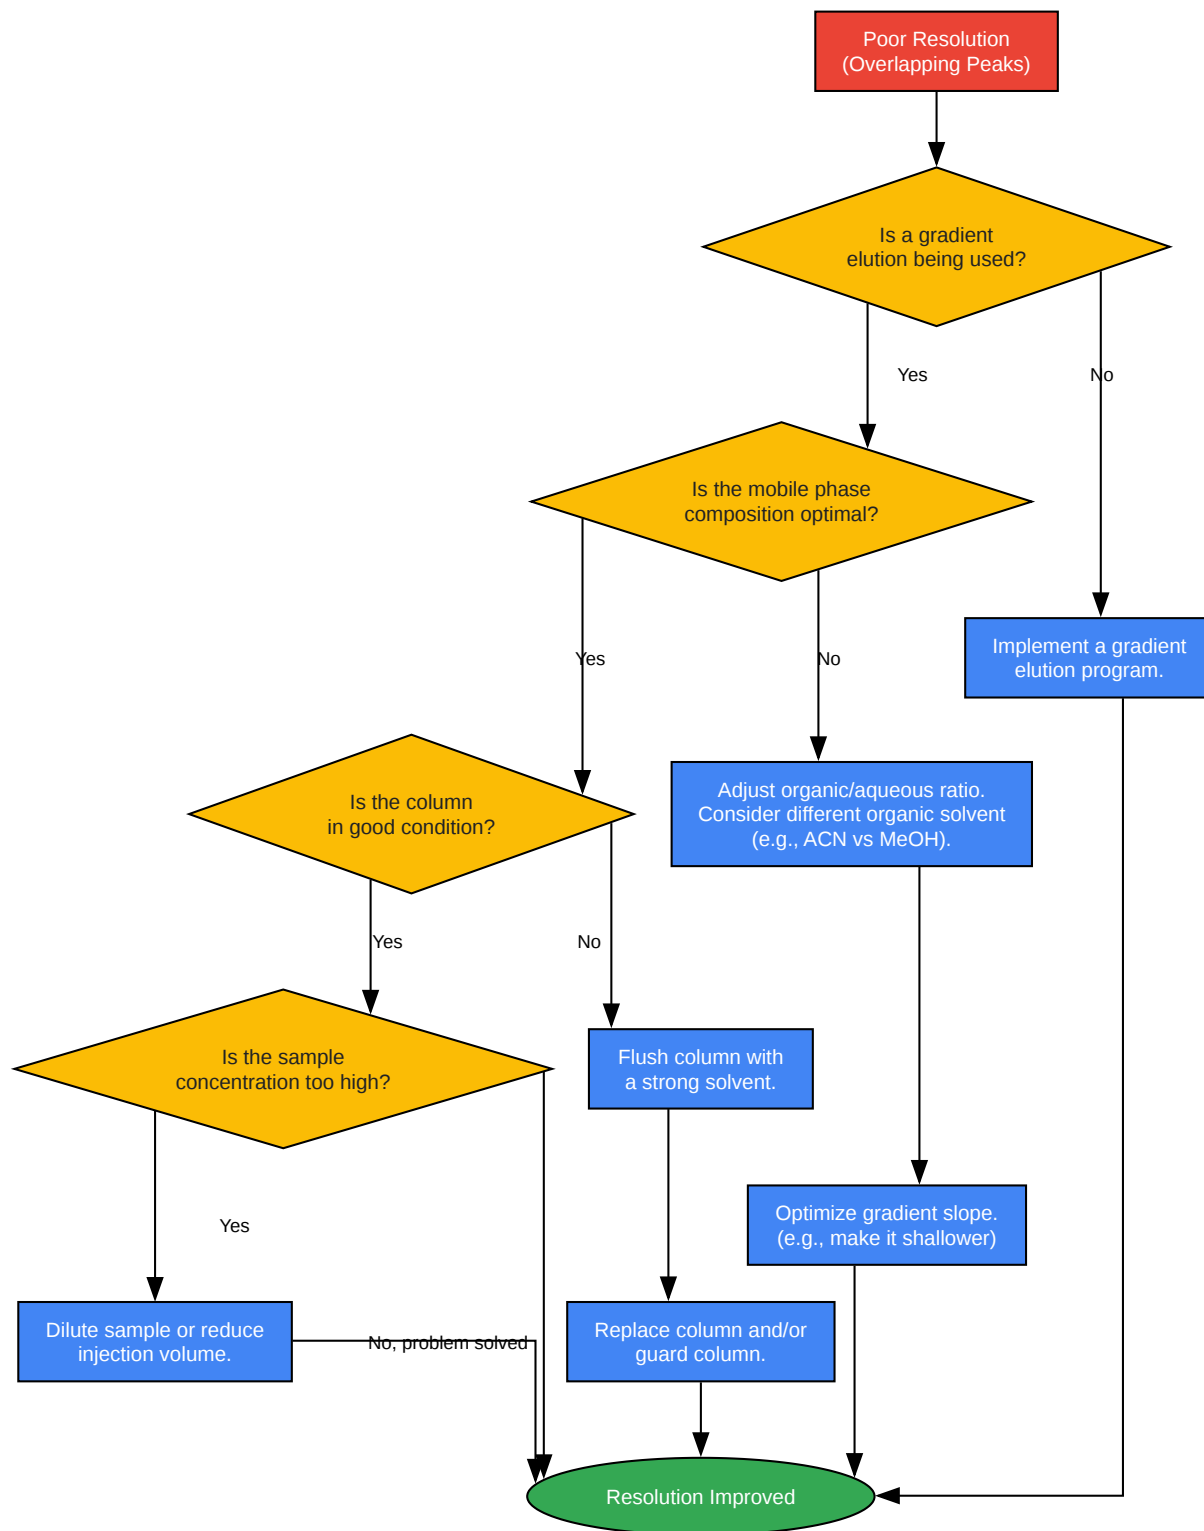 Poor Resolution
(Overlapping Peaks)
Is a gradient
elution being used?
Yes
No
Is the mobile phase
composition optimal?
Yes
No
Implement a gradient
elution program.
Is the column
in good condition?
Adjust organic/aqueous ratio.
Consider different organic solvent
(e.g., ACN vs MeOH).
Yes
No
Is the sample
concentration too high?
Flush column with
a strong solvent.
Yes
Optimize gradient slope.
(e.g., make it shallower)
Dilute sample or reduce
injection volume.
No, problem solved
Replace column and/or
guard column.
Resolution Improved